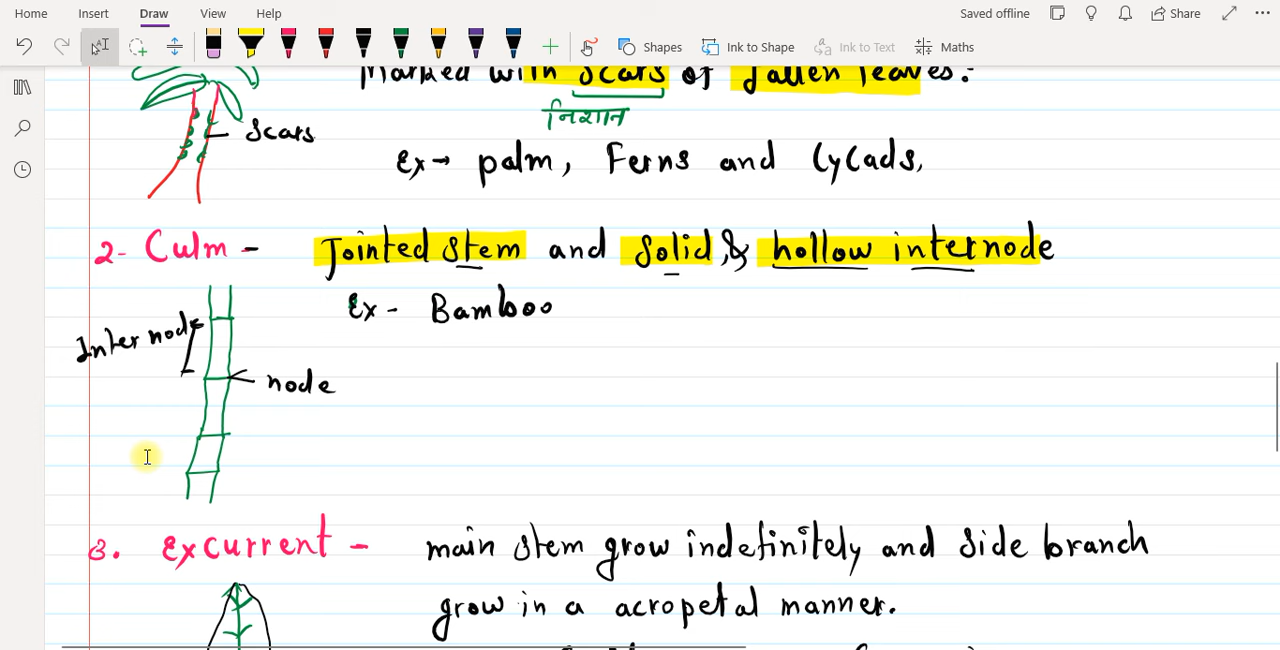 Home Insert Draw View Help Saved offline Share
Shapes Ink to Shape Ink to Text Maths
Marked with Scars of fallen leaves.
निशान
Scars
Ex→ palm, Ferns and Cycads,
2- Culm - Jointed stem and Solid & hollow internode
Ex - Bamboo
Inter node
node
3. Excurrent - main stem grow indefinitely and side branch
grow in a acropetal manner.